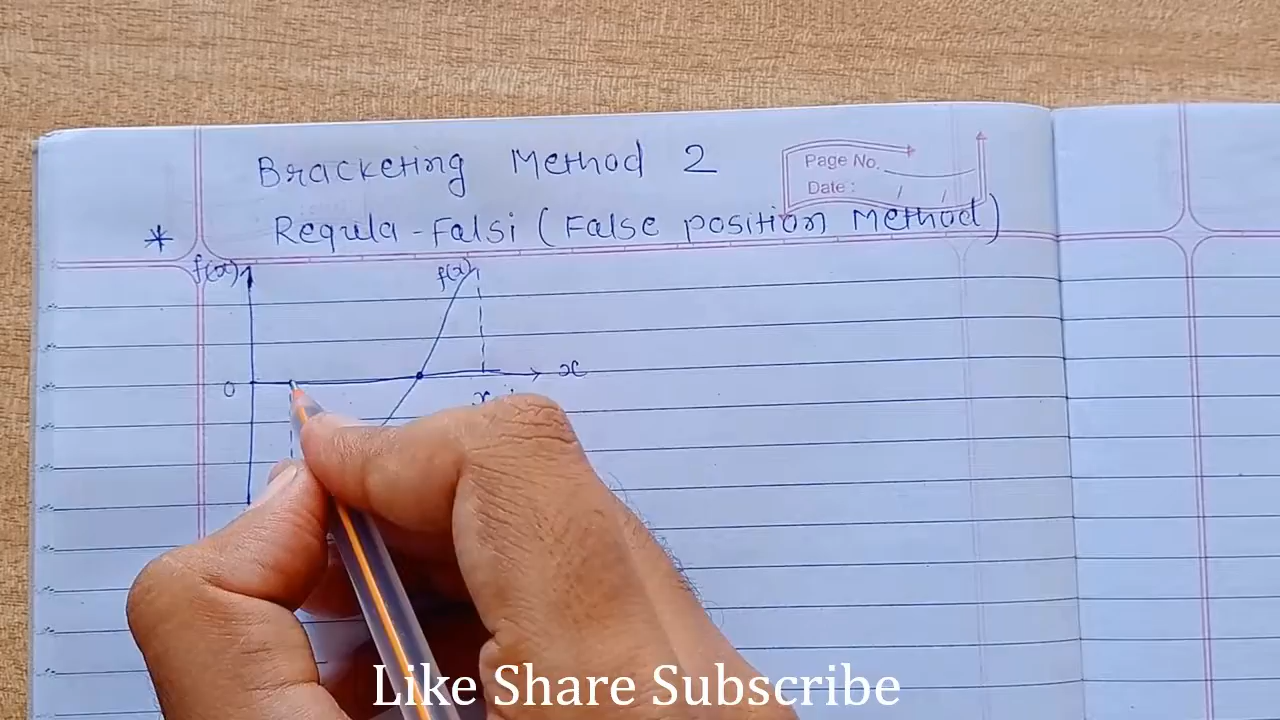 Bracketing Method 2
Page No.
Date :
* Regula-Falsi (False position Method)
f(x)
f(x)
0
x
x
Like Share Subscribe